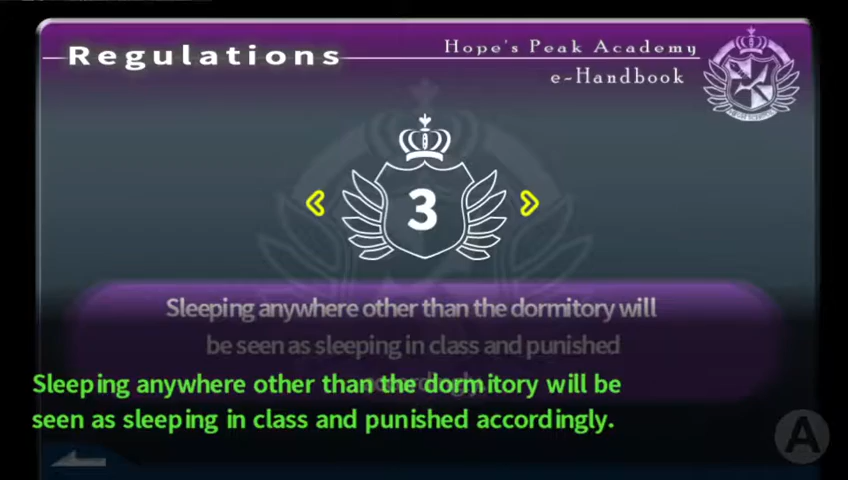 Regulations
Hope's Peak Academy
e-Handbook
3
Sleeping anywhere other than the dormitory will
be seen as sleeping in class and punished
accordingly.
Sleeping anywhere other than the dormitory will be
seen as sleeping in class and punished accordingly.
A